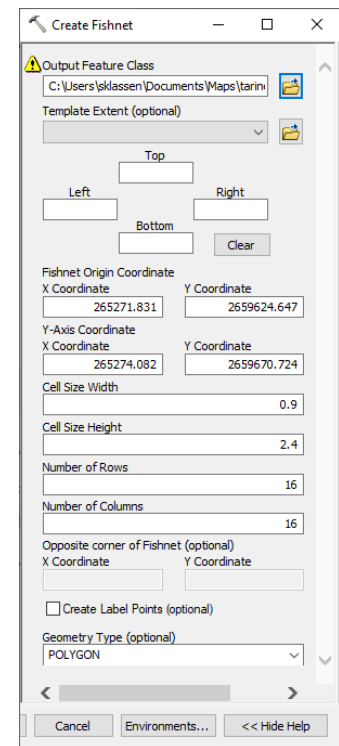 Create Fishnet
Output Feature Class
C:\Users\sklassen\Documents\Maps\tarin
Template Extent (optional)
Top
Left Right
Bottom
Clear
Fishnet Origin Coordinate
X Coordinate Y Coordinate
265271.831 2659624.647
Y-Axis Coordinate
X Coordinate Y Coordinate
265274.082 2659670.724
Cell Size Width
0.9
Cell Size Height
2.4
Number of Rows
16
Number of Columns
16
Opposite corner of Fishnet (optional)
X Coordinate Y Coordinate
Create Label Points (optional)
Geometry Type (optional)
POLYGON
Cancel Environments... << Hide Help